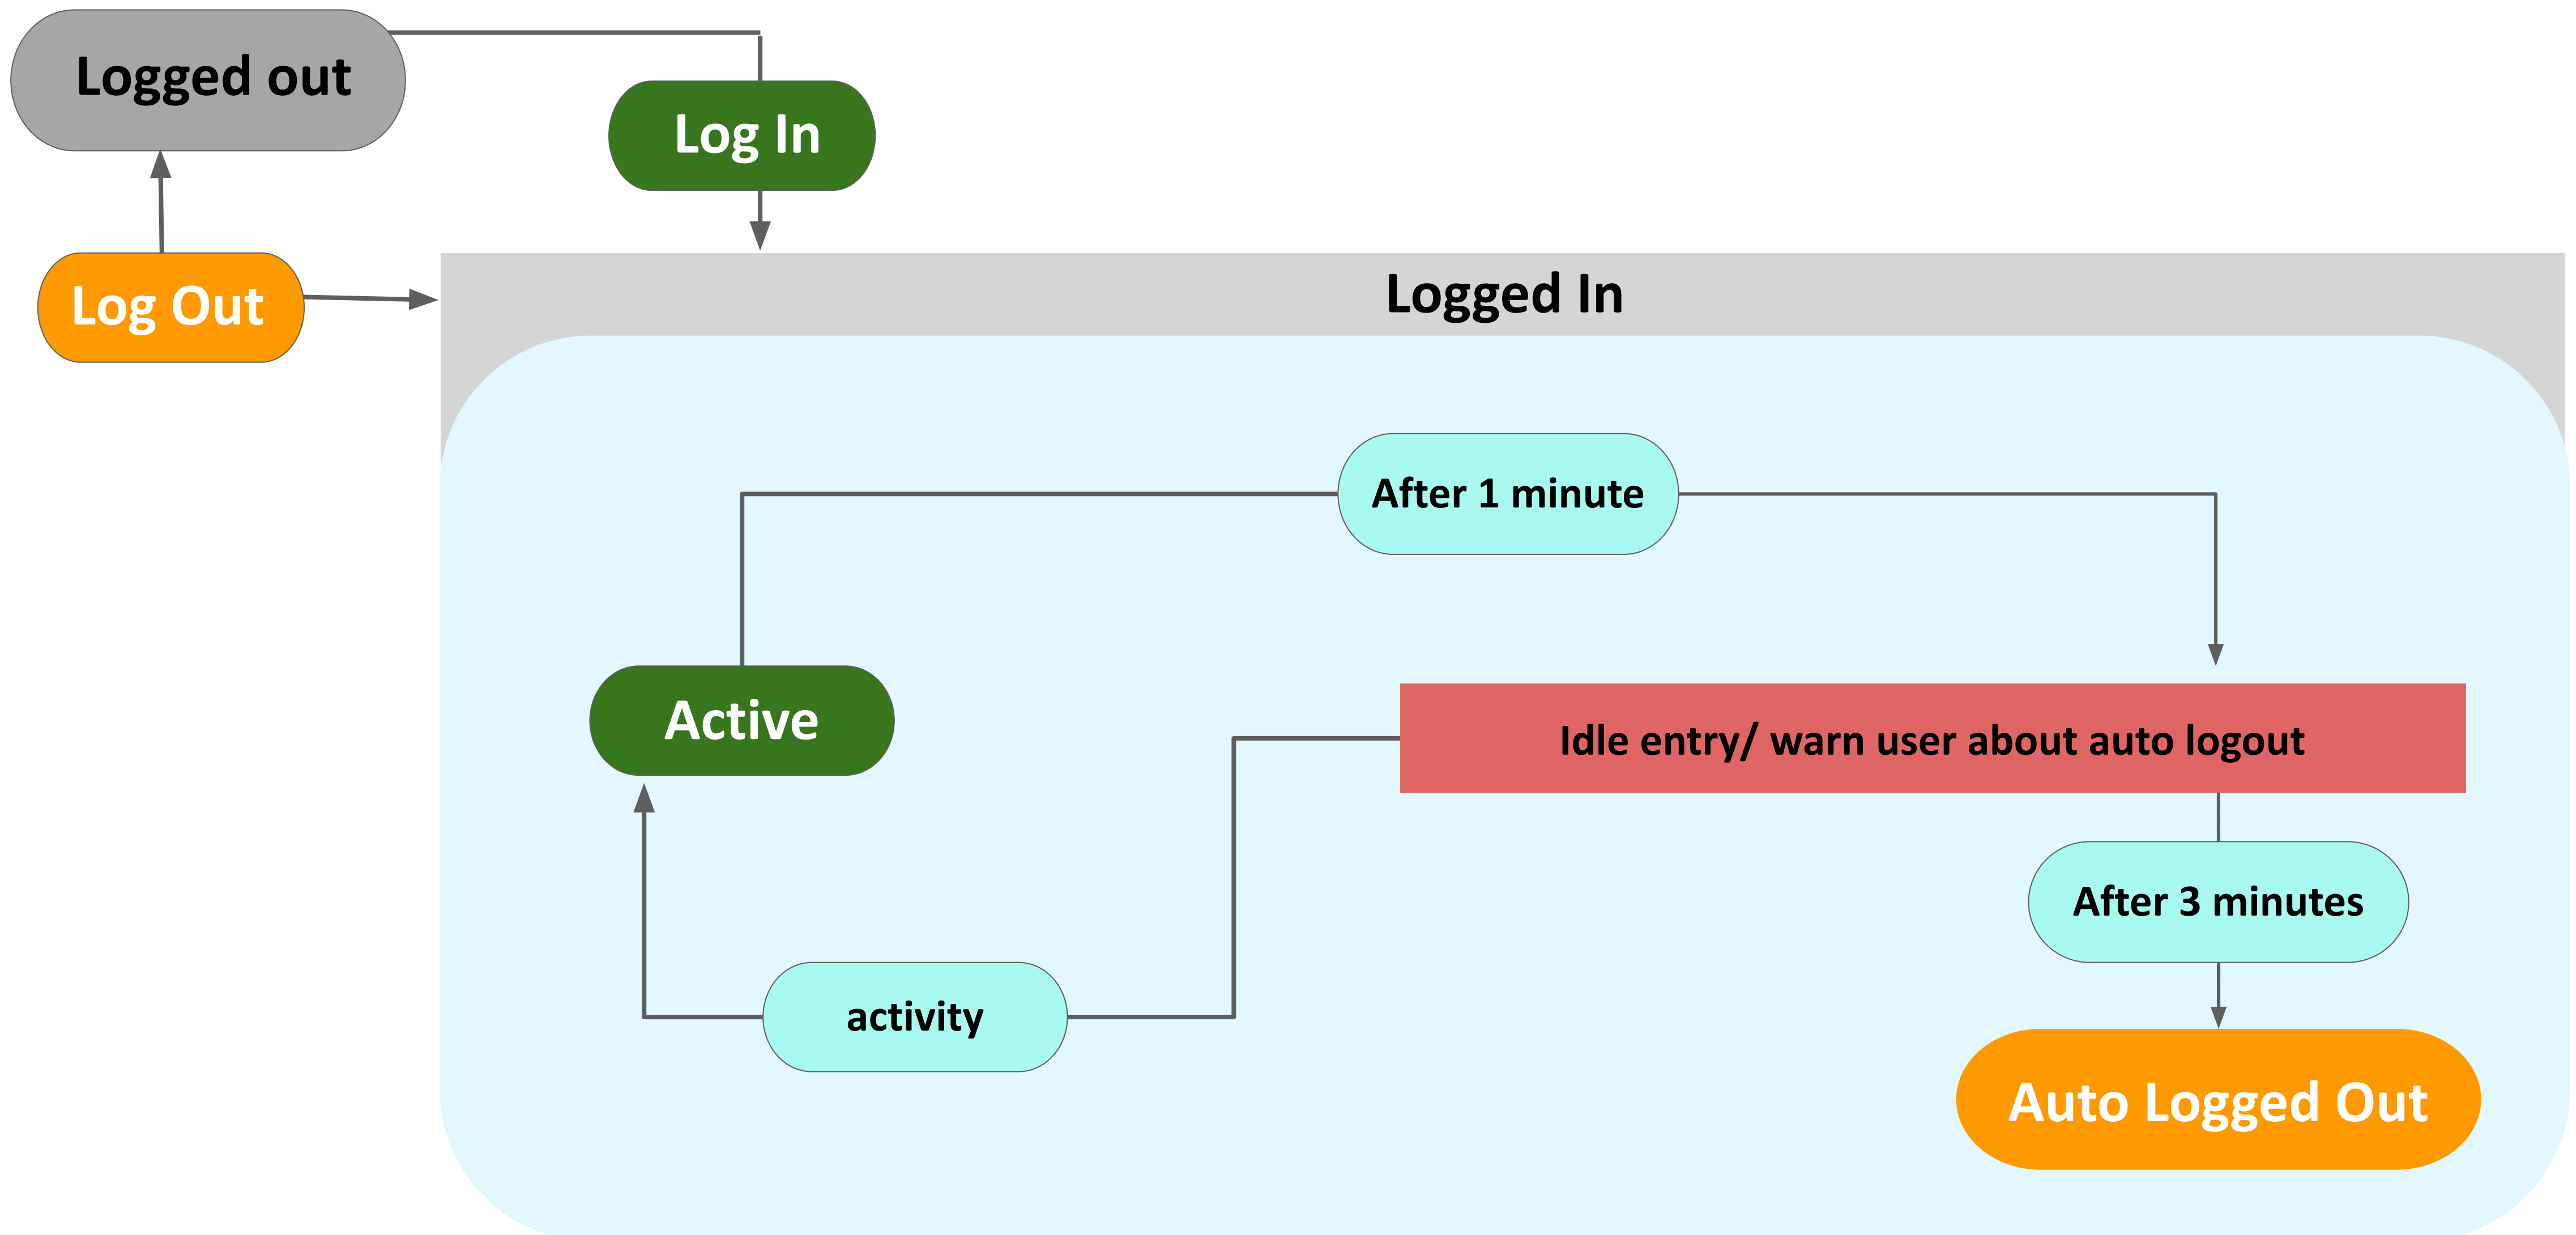 Logged out
Log In
Log Out
Logged In
After 1 minute
Active
Idle entry/ warn user about auto logout
After 3 minutes
activity
Auto Logged Out